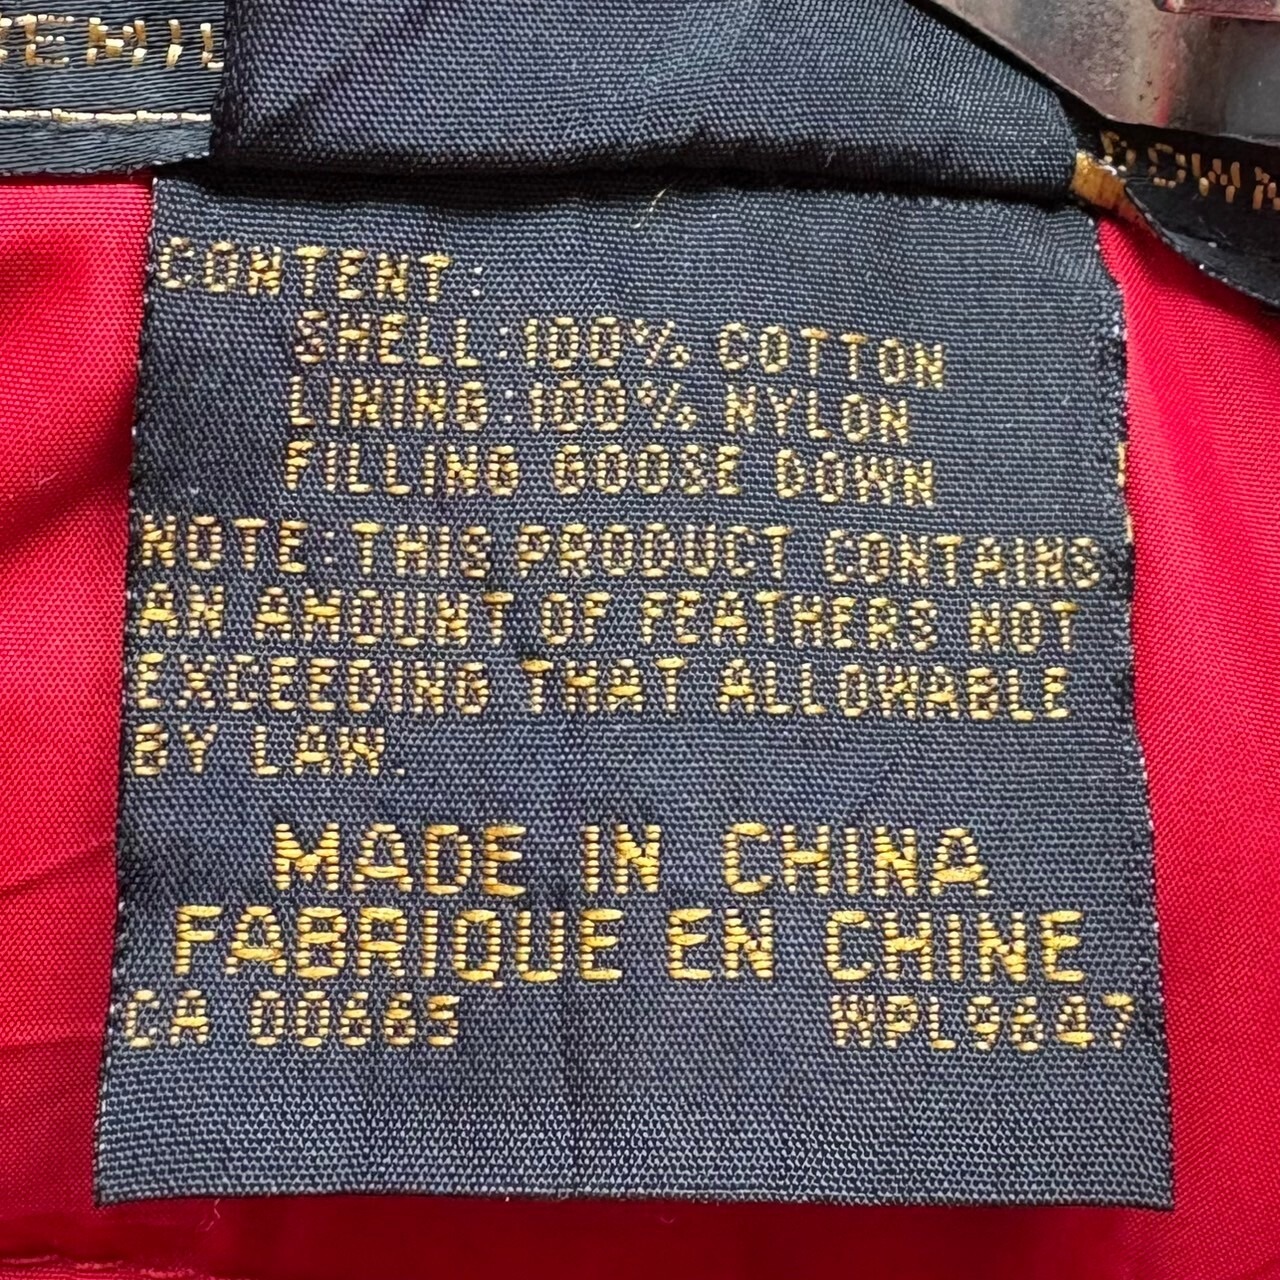 CONTENT:
SHELL:100% COTTON
LINING:100% NYLON
FILLING GOOSE DOWN
NOTE:THIS PRODUCT CONTAINS
AN AMOUNT OF FEATHERS NOT
EXCEEDING THAT ALLOWABLE
BY LAW.
MADE IN CHINA
FABRIQUE EN CHINE
CA 00665 WPL9647